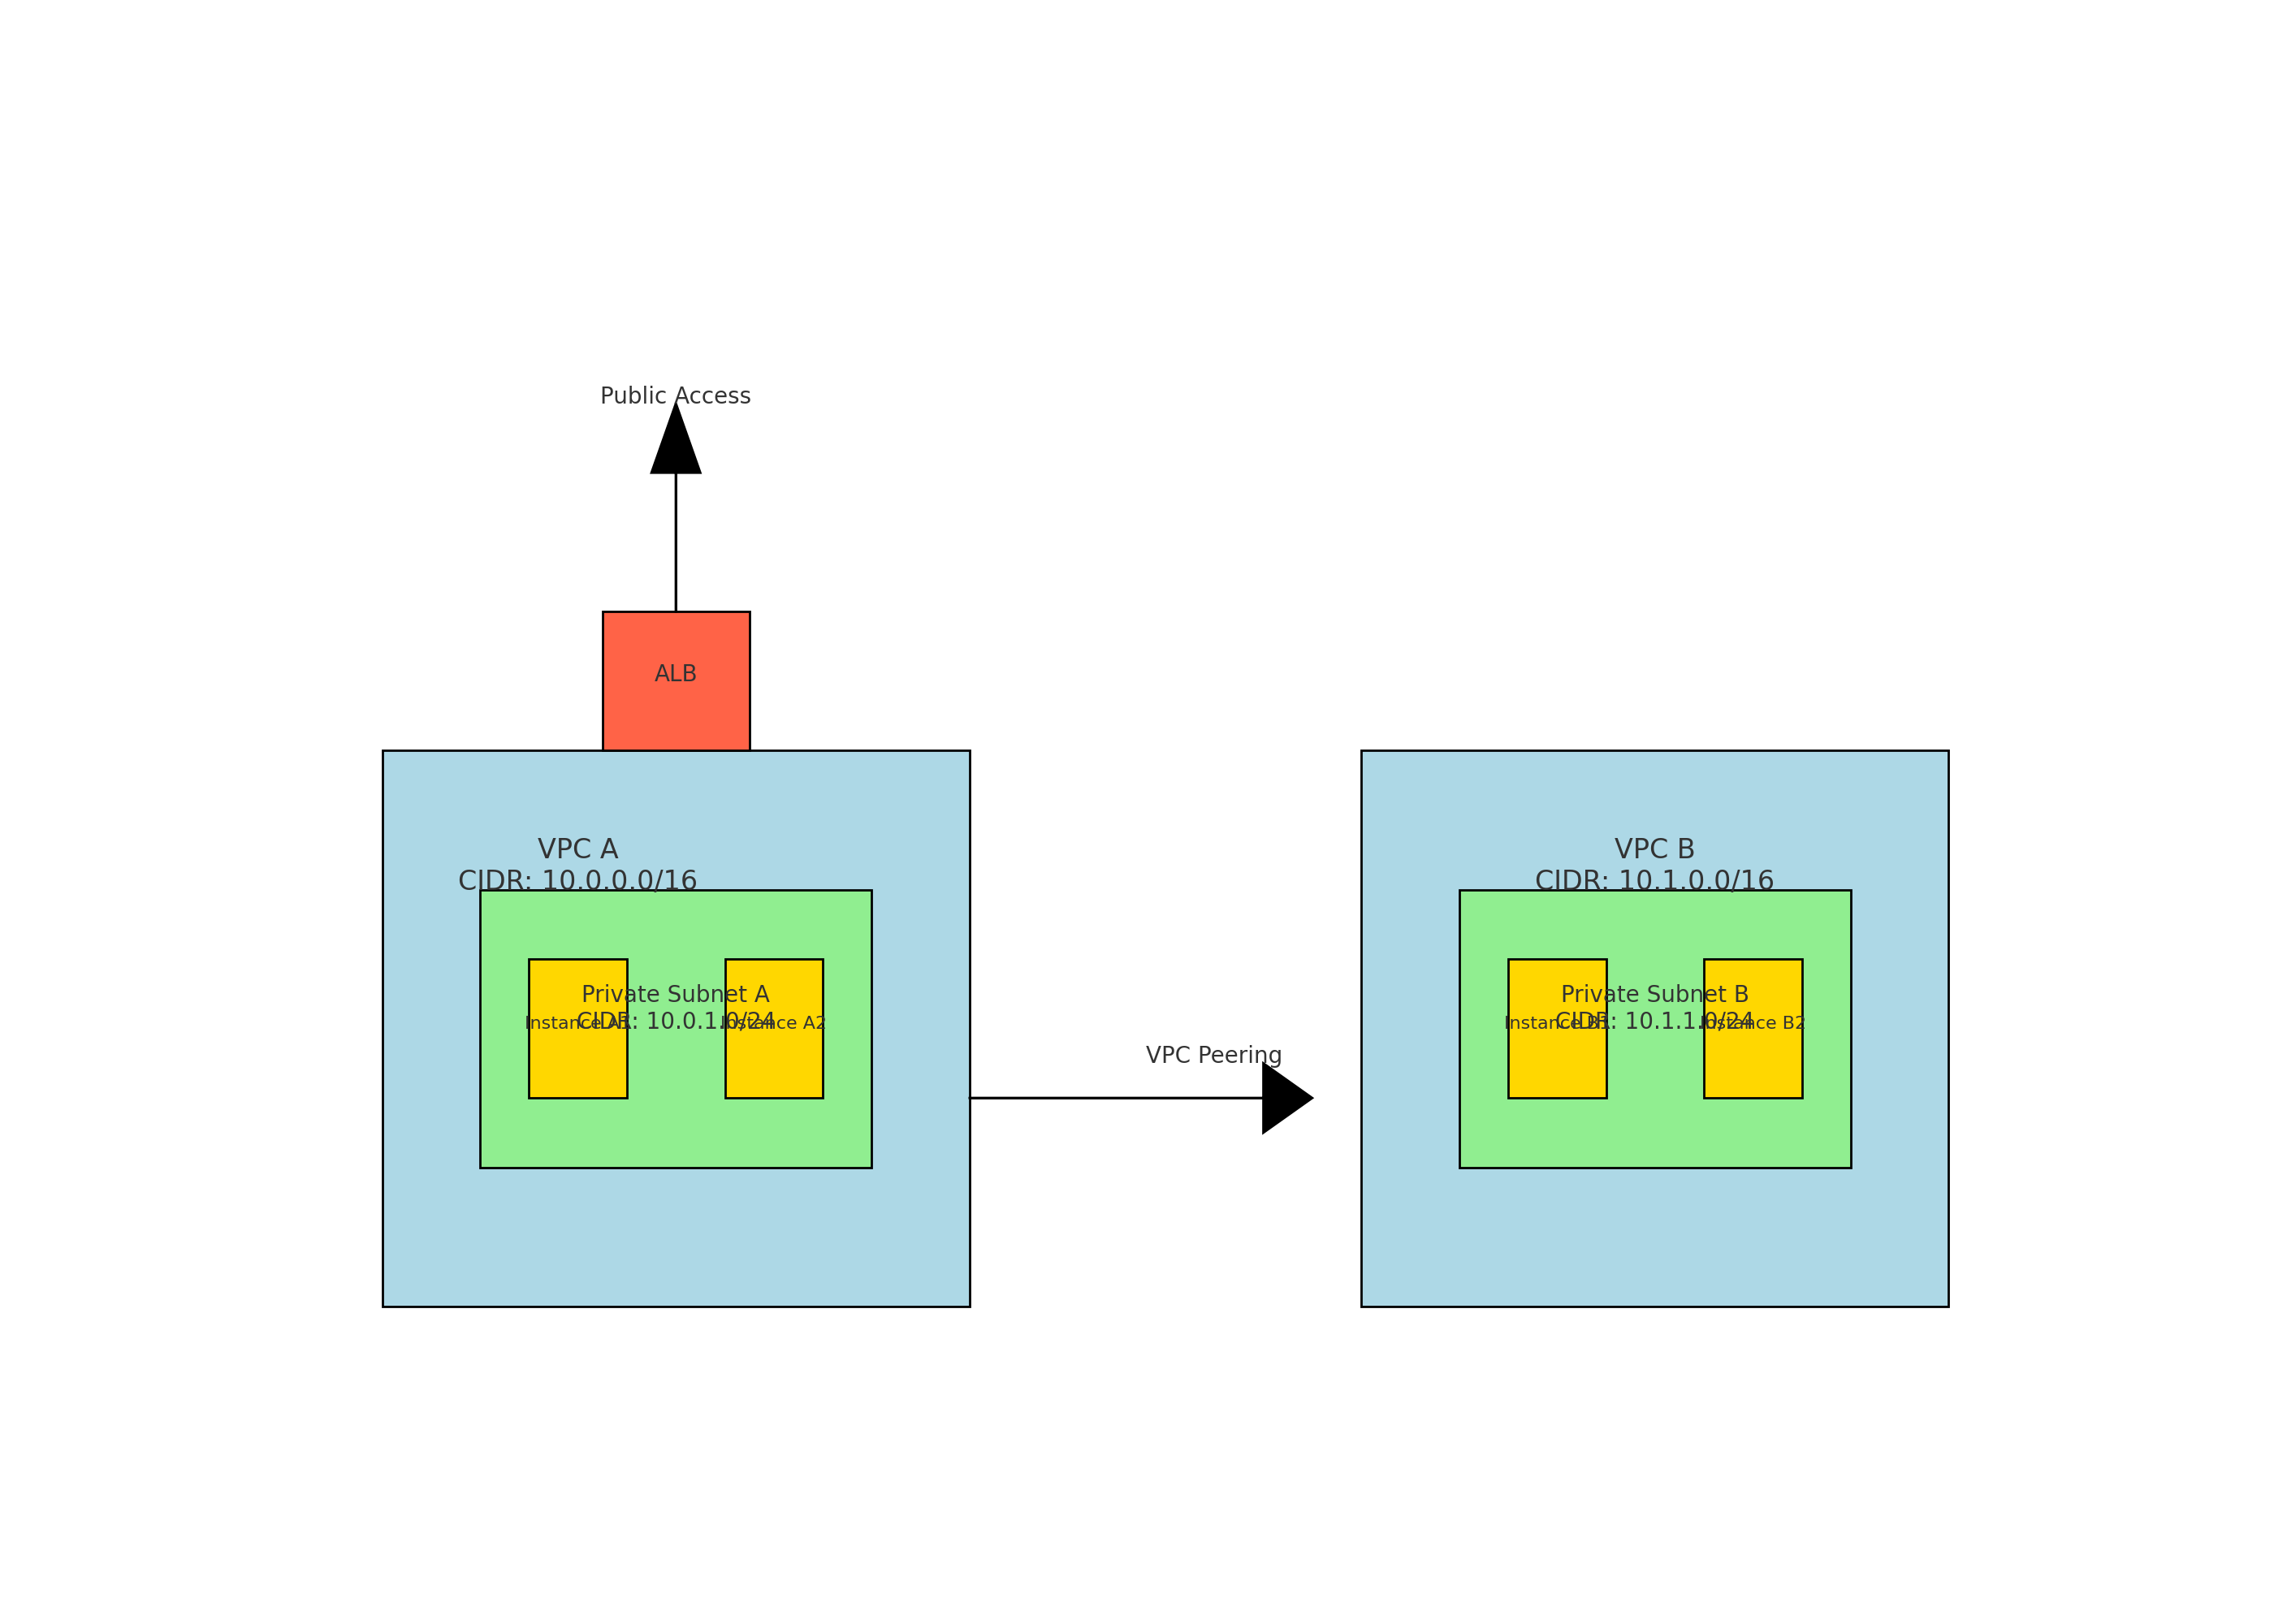 Public Access
ALB
VPC A
CIDR: 10.0.0.0/16
VPC B
CIDR: 10.1.0.0/16
Private Subnet A
CIDR: 10.0.1.0/24
Instance A1
Instance A2
Private Subnet B
CIDR: 10.1.1.0/24
Instance B1
Instance B2
VPC Peering